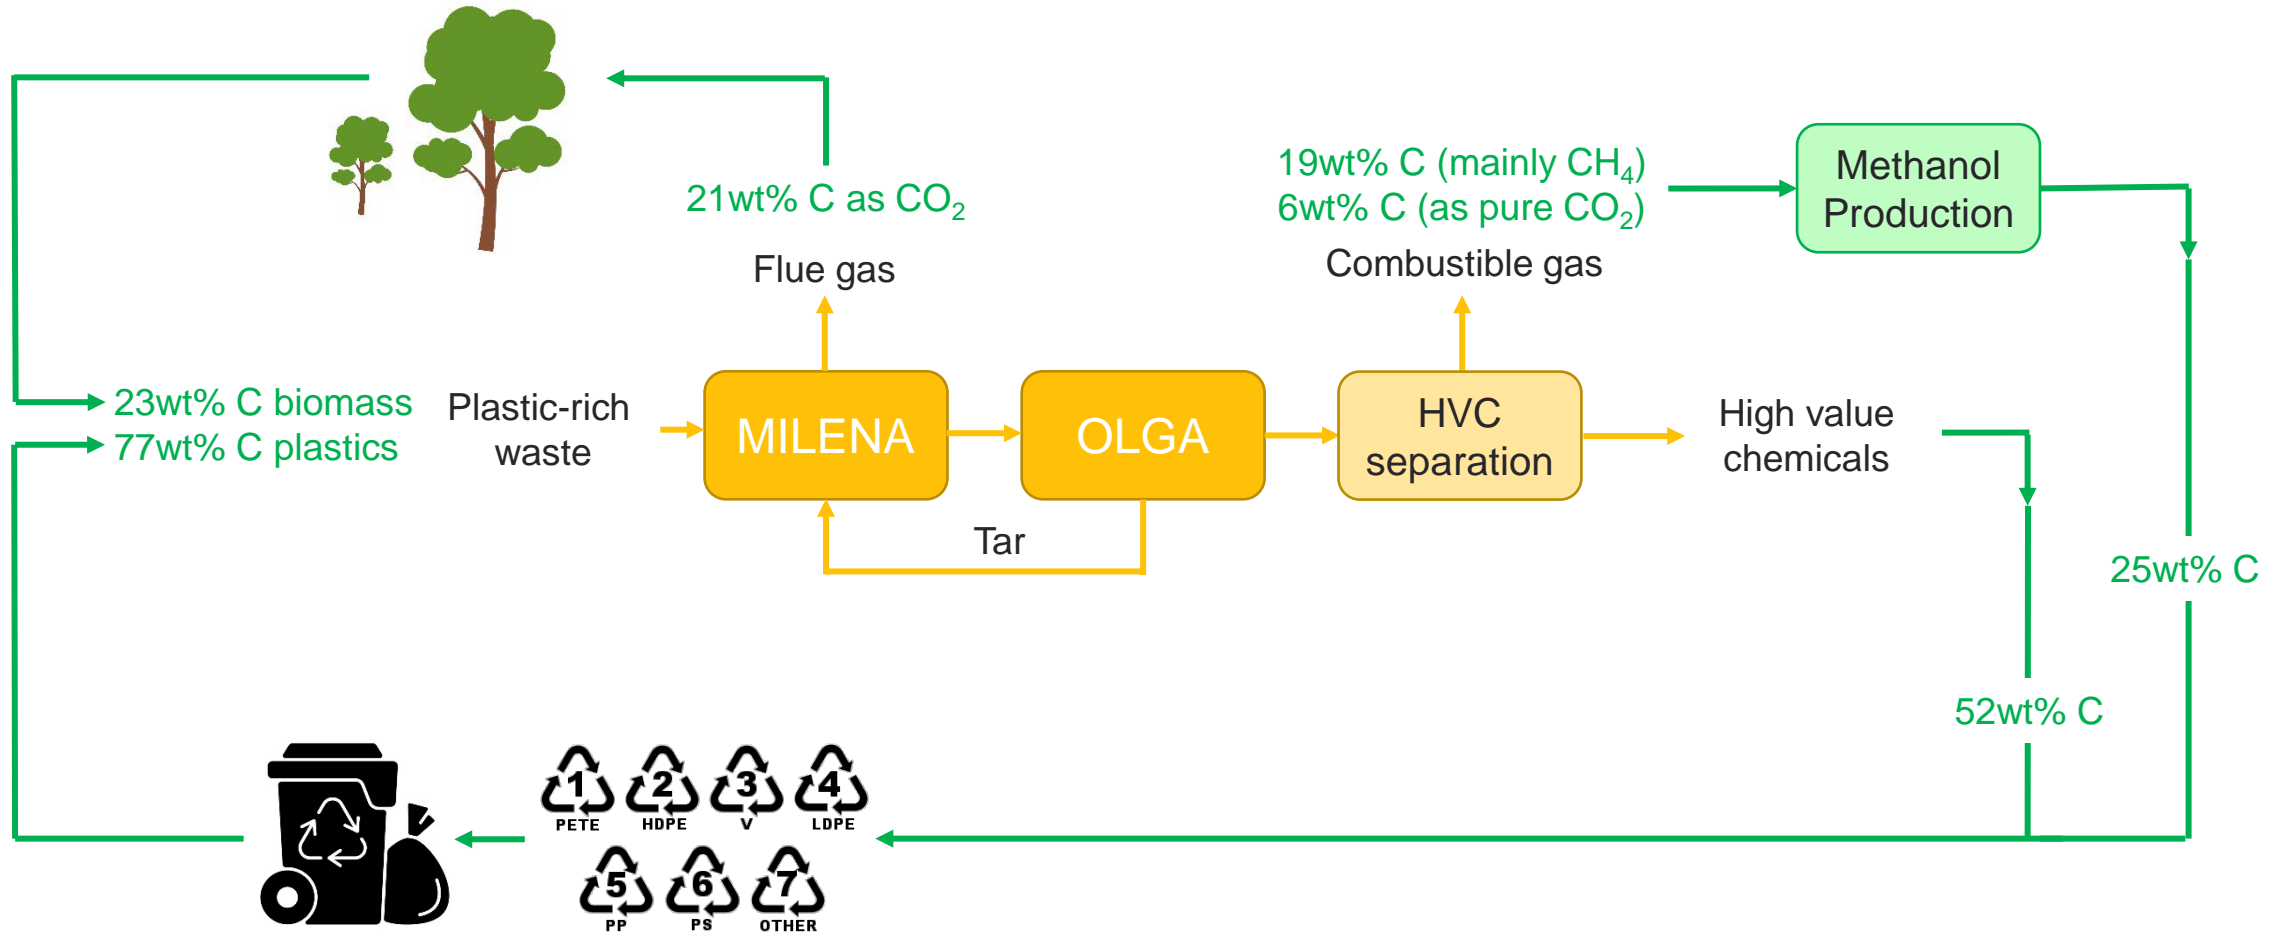 21wt% C as CO₂
Flue gas
19wt% C (mainly CH₄)
6wt% C (as pure CO₂)
Combustible gas
Methanol
Production
23wt% C biomass
77wt% C plastics
Plastic-rich
waste
MILENA
OLGA
HVC
separation
High value
chemicals
Tar
25wt% C
52wt% C
1
PETE
2
HDPE
3
V
4
LDPE
5
PP
6
PS
7
OTHER